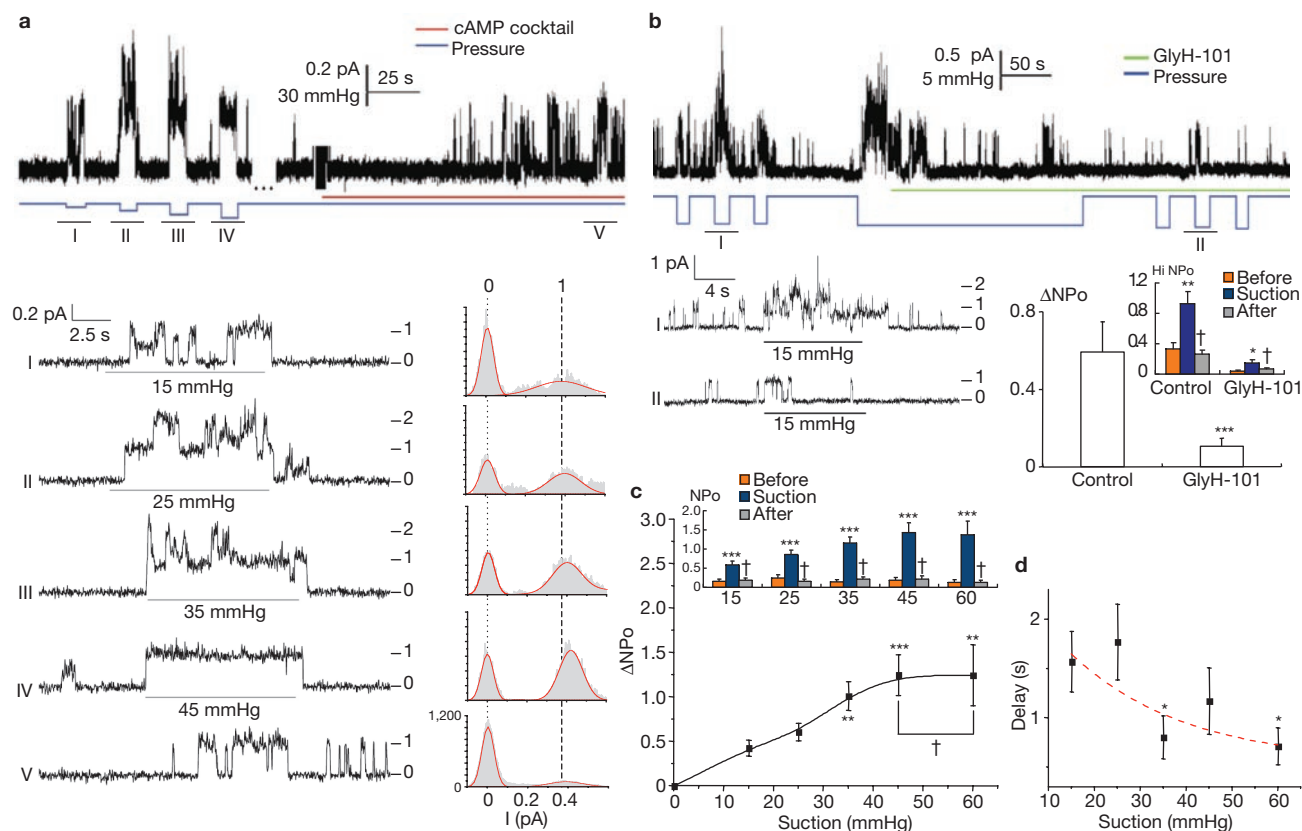 a
cAMP cocktail
Pressure
0.2 pA
25 s
30 mmHg
...
I II III IV V
0.2 pA
2.5 s
I
1
0
15 mmHg
II
2
1
0
25 mmHg
III
2
1
0
35 mmHg
IV
1
0
45 mmHg
V
1
0
0 1
1,200
0
0 0.2 0.4
I (pA)
b
0.5 pA
50 s
5 mmHg
GlyH-101
Pressure
I II
1 pA
4 s
I
2
1
0
15 mmHg
II
1
0
15 mmHg
ΔNPo
0.8
0.4
0
Control GlyH-101
***
Hi NPo
1.2
0.4
0
Before
Suction
After
** † * †
Control GlyH-101
c
NPo
Before
Suction
After
2.0
1.5
1.0
0.5
0
*** † *** † *** † *** † *** †
15 25 35 45 60
ΔNPo
3.0
2.5
2.0
1.5
1.0
0.5
0
** *** **
†
0 10 20 30 40 50 60
Suction (mmHg)
d
Delay (s)
2
1
* *
10 20 30 40 50 60
Suction (mmHg)